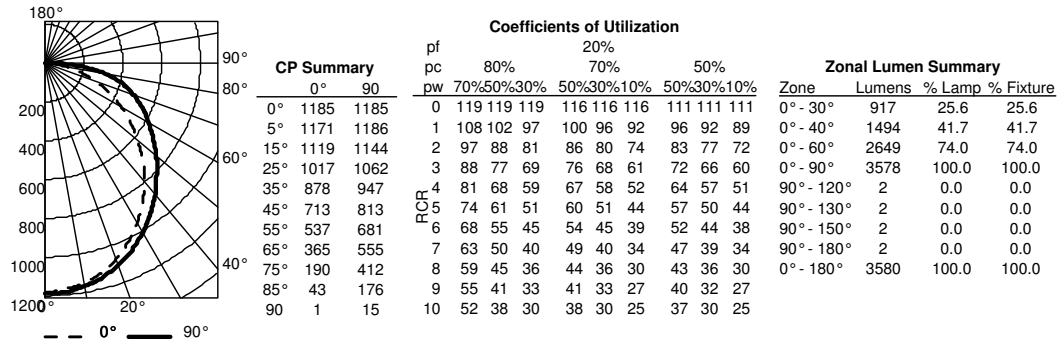 180°
90°
80°
60°
40°
20°
0°
200
400
600
800
1000
1200
0° 90°
CP Summary
0° 90
0° 1185 1185
5° 1171 1186
15° 1119 1144
25° 1017 1062
35° 878 947
45° 713 813
55° 537 681
65° 365 555
75° 190 412
85° 43 176
90 1 15
Coefficients of Utilization
pf 20%
pc 80% 70% 50%
pw 70%50%30% 50%30%10% 50%30%10%
RCR
0 119 119 119 116 116 116 111 111 111
1 108 102 97 100 96 92 96 92 89
2 97 88 81 86 80 74 83 77 72
3 88 77 69 76 68 61 72 66 60
4 81 68 59 67 58 52 64 57 51
5 74 61 51 60 51 44 57 50 44
6 68 55 45 54 45 39 52 44 38
7 63 50 40 49 40 34 47 39 34
8 59 45 36 44 36 30 43 36 30
9 55 41 33 41 33 27 40 32 27
10 52 38 30 38 30 25 37 30 25
Zonal Lumen Summary
Zone Lumens % Lamp % Fixture
0° - 30° 917 25.6 25.6
0° - 40° 1494 41.7 41.7
0° - 60° 2649 74.0 74.0
0° - 90° 3578 100.0 100.0
90° - 120° 2 0.0 0.0
90° - 130° 2 0.0 0.0
90° - 150° 2 0.0 0.0
90° - 180° 2 0.0 0.0
0° - 180° 3580 100.0 100.0